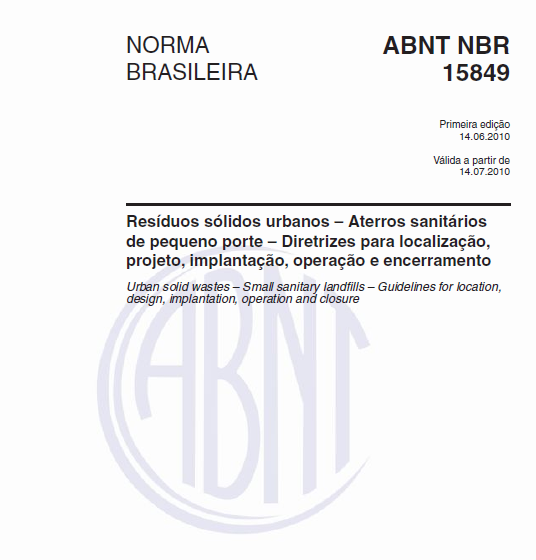 NORMA
BRASILEIRA
ABNT NBR
15849
Primeira edição
14.06.2010
Válida a partir de
14.07.2010
Resíduos sólidos urbanos – Aterros sanitários
de pequeno porte – Diretrizes para localização,
projeto, implantação, operação e encerramento
Urban solid wastes – Small sanitary landfills – Guidelines for location,
design, implantation, operation and closure
ABNT